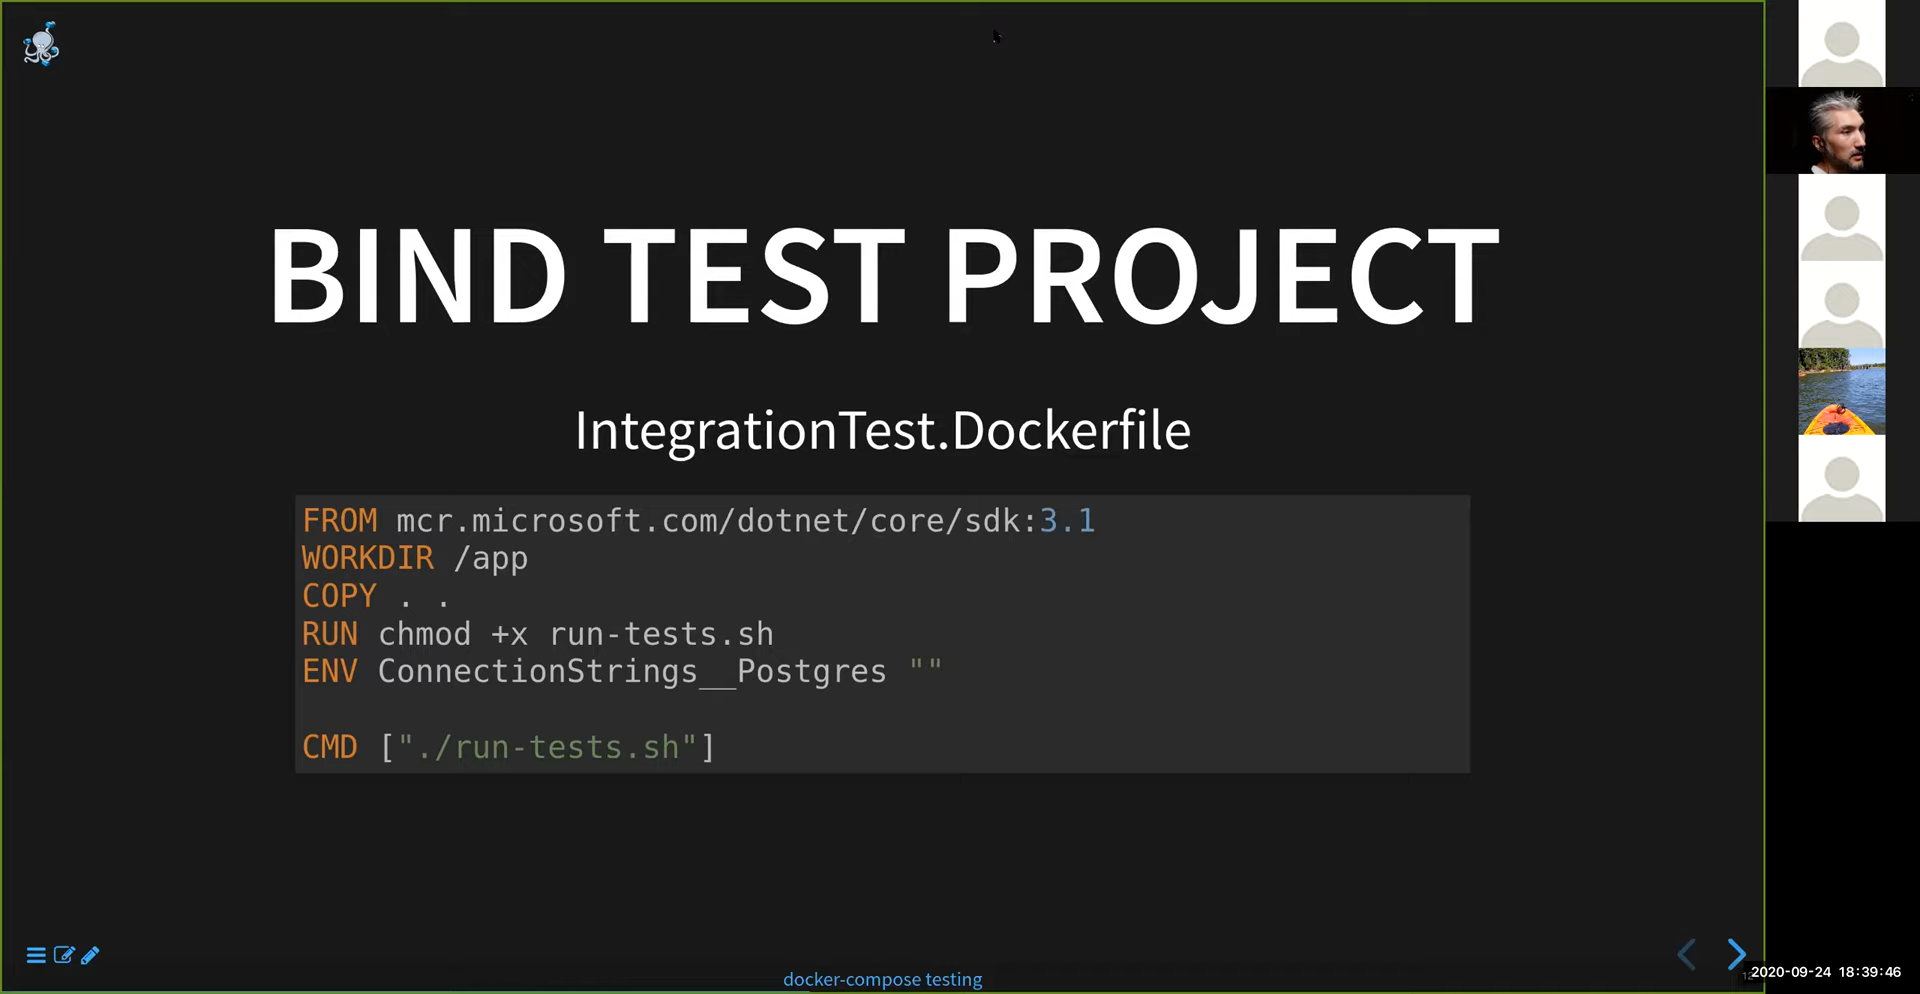 BIND TEST PROJECT
IntegrationTest.Dockerfile
FROM mcr.microsoft.com/dotnet/core/sdk:3.1
WORKDIR /app
COPY . .
RUN chmod +x run-tests.sh
ENV ConnectionStrings__Postgres ""
CMD ["./run-tests.sh"]
docker-compose testing
2020-09-24 18:39:46